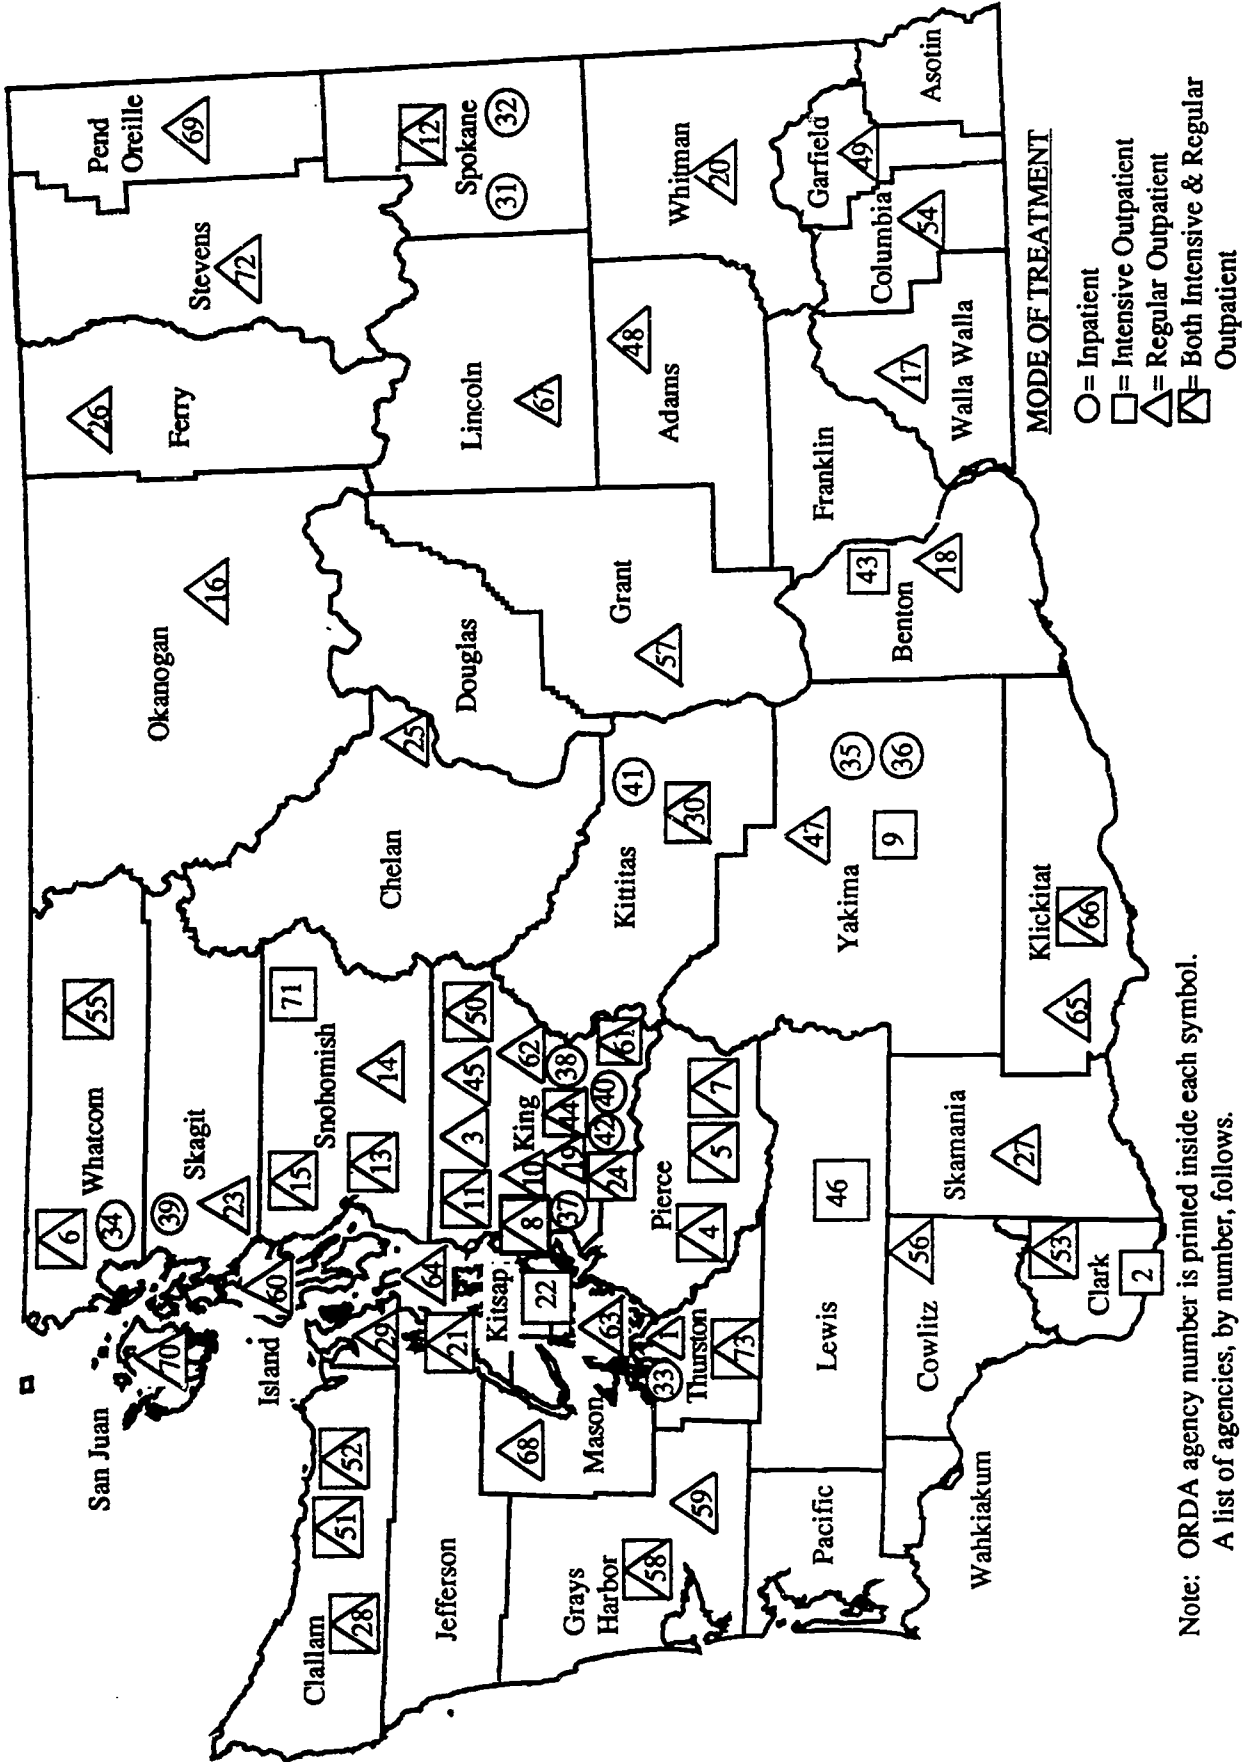 San Juan
70
Whatcom
6
55
34
39
Skagit
23
Okanogan
16
Ferry
26
Stevens
72
Pend
Oreille
69
Island
60
Clallam
28
51
52
29
Snohomish
15
71
13
14
Chelan
25
Douglas
Lincoln
67
Spokane
12
31
32
Jefferson
21
64
Kitsap
22
63
King
11
3
45
50
8
10
62
37
19
44
38
24
42
40
61
Kittitas
41
30
Grant
57
Adams
48
Whitman
20
Grays
Harbor
58
59
Mason
68
33
1
Thurston
73
Pierce
4
5
7
Pacific
Lewis
46
Yakima
47
9
35
36
Benton
43
18
Franklin
Walla Walla
17
Columbia
54
Garfield
49
Asotin
Wahkiakum
Cowlitz
56
Skamania
27
Clark
53
2
Klickitat
65
66
MODE OF TREATMENT
= Inpatient
= Intensive Outpatient
= Regular Outpatient
= Both Intensive & Regular
Outpatient
Note: ORDA agency number is printed inside each symbol.
A list of agencies, by number, follows.